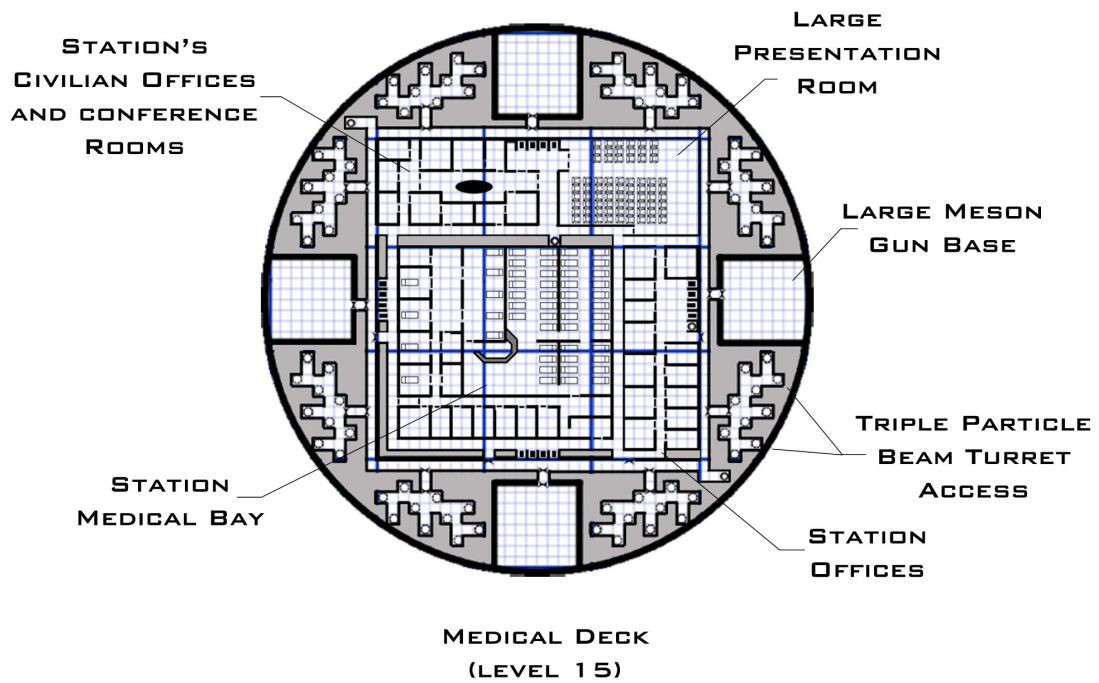 Station's
Civilian Offices
and conference
Rooms
Large
Presentation
Room
Large Meson
Gun Base
Triple Particle
Beam Turret
Access
Station
Medical Bay
Station
Offices
Medical Deck
(level 15)